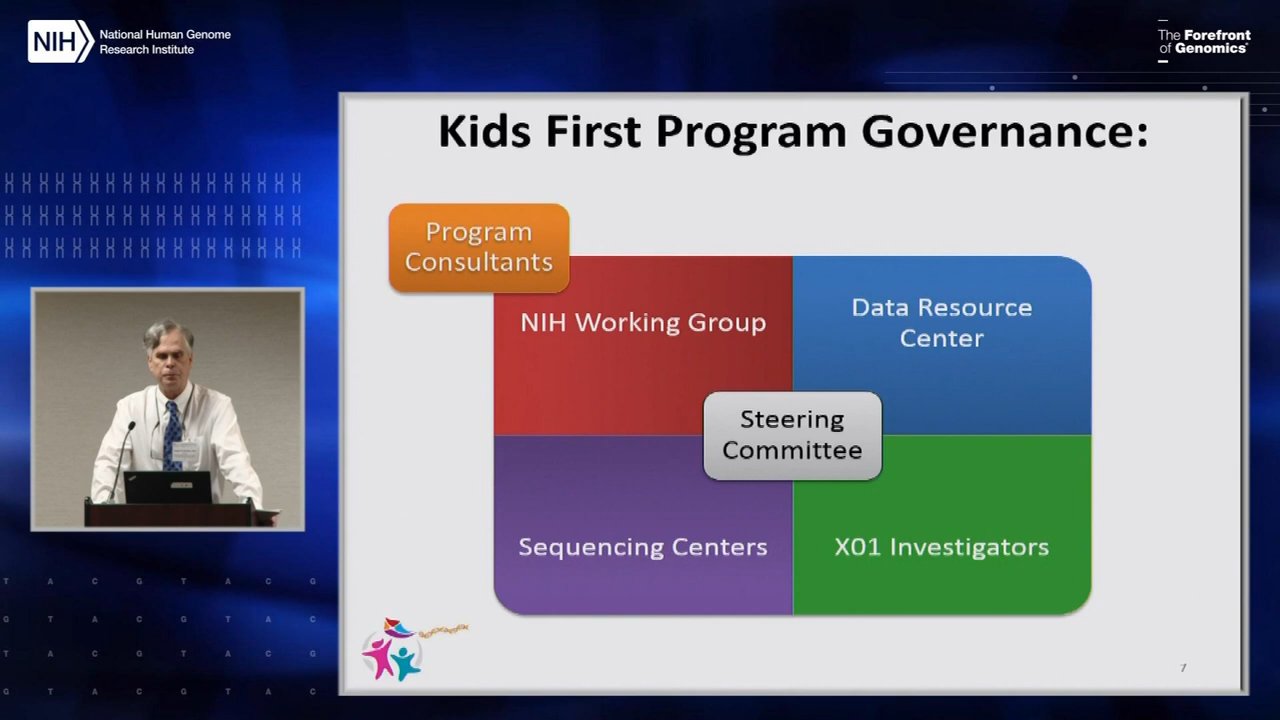 NIH
National Human Genome
Research Institute
The Forefront
of Genomics®
Kids First Program Governance:
Program
Consultants
NIH Working Group
Data Resource
Center
Steering
Committee
Sequencing Centers
X01 Investigators
7
T A C G T A C G
G T A C G T A C
T A C G T A C G
G T A C G T A C